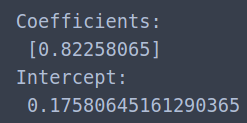 Coefficients:
[0.82258065]
Intercept:
0.17580645161290365